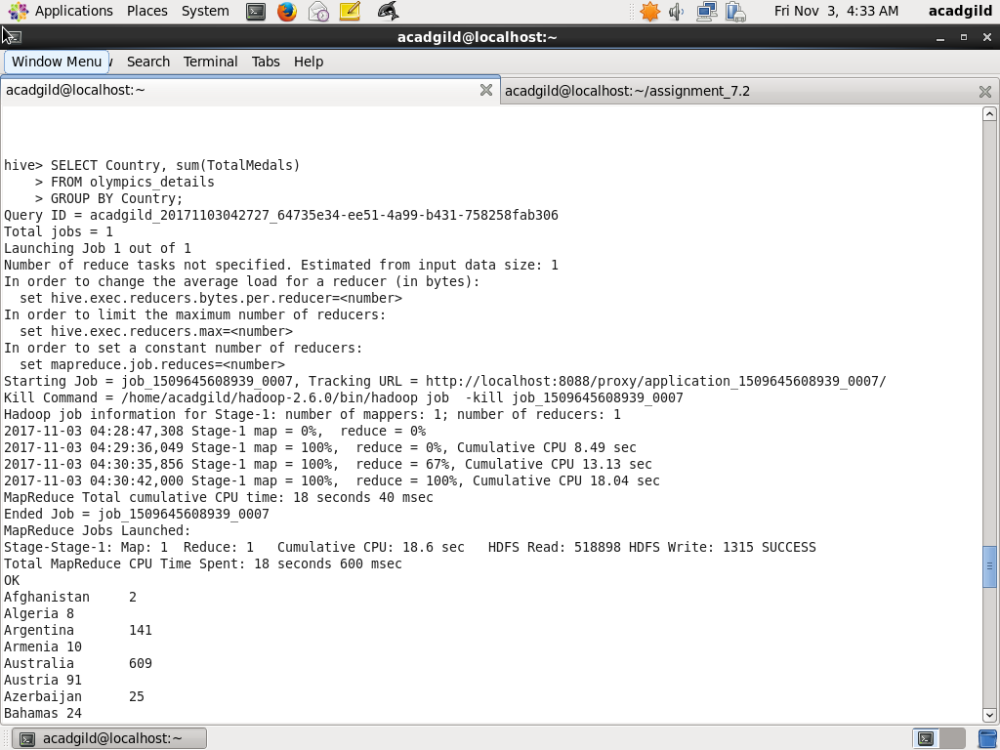 Applications Places System Fri Nov 3, 4:33 AM acadgild
acadgild@localhost:~
Window Menu Search Terminal Tabs Help
acadgild@localhost:~ acadgild@localhost:~/assignment_7.2
hive> SELECT Country, sum(TotalMedals)
    > FROM olympics_details
    > GROUP BY Country;
Query ID = acadgild_20171103042727_64735e34-ee51-4a99-b431-758258fab306
Total jobs = 1
Launching Job 1 out of 1
Number of reduce tasks not specified. Estimated from input data size: 1
In order to change the average load for a reducer (in bytes):
  set hive.exec.reducers.bytes.per.reducer=<number>
In order to limit the maximum number of reducers:
  set hive.exec.reducers.max=<number>
In order to set a constant number of reducers:
  set mapreduce.job.reduces=<number>
Starting Job = job_1509645608939_0007, Tracking URL = http://localhost:8088/proxy/application_1509645608939_0007/
Kill Command = /home/acadgild/hadoop-2.6.0/bin/hadoop job  -kill job_1509645608939_0007
Hadoop job information for Stage-1: number of mappers: 1; number of reducers: 1
2017-11-03 04:28:47,308 Stage-1 map = 0%,  reduce = 0%
2017-11-03 04:29:36,049 Stage-1 map = 100%,  reduce = 0%, Cumulative CPU 8.49 sec
2017-11-03 04:30:35,856 Stage-1 map = 100%,  reduce = 67%, Cumulative CPU 13.13 sec
2017-11-03 04:30:42,000 Stage-1 map = 100%,  reduce = 100%, Cumulative CPU 18.04 sec
MapReduce Total cumulative CPU time: 18 seconds 40 msec
Ended Job = job_1509645608939_0007
MapReduce Jobs Launched:
Stage-Stage-1: Map: 1  Reduce: 1   Cumulative CPU: 18.6 sec   HDFS Read: 518898 HDFS Write: 1315 SUCCESS
Total MapReduce CPU Time Spent: 18 seconds 600 msec
OK
Afghanistan     2
Algeria 8
Argentina       141
Armenia 10
Australia       609
Austria 91
Azerbaijan      25
Bahamas 24
acadgild@localhost:~